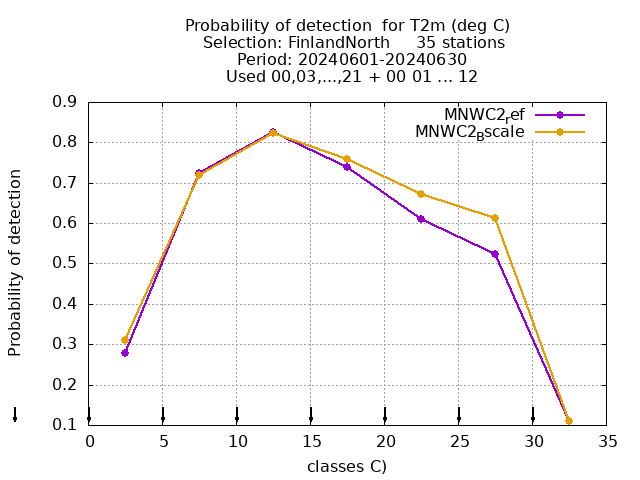 Probability of detection  for T2m (deg C)
Selection: FinlandNorth     35 stations
Period: 20240601-20240630
Used 00,03,...,21 + 00 01 ... 12
MNWC2ref
MNWC2Bscale
0.9
0.8
0.7
0.6
0.5
0.4
0.3
0.2
0.1
Probability of detection
0 5 10 15 20 25 30 35
classes C)